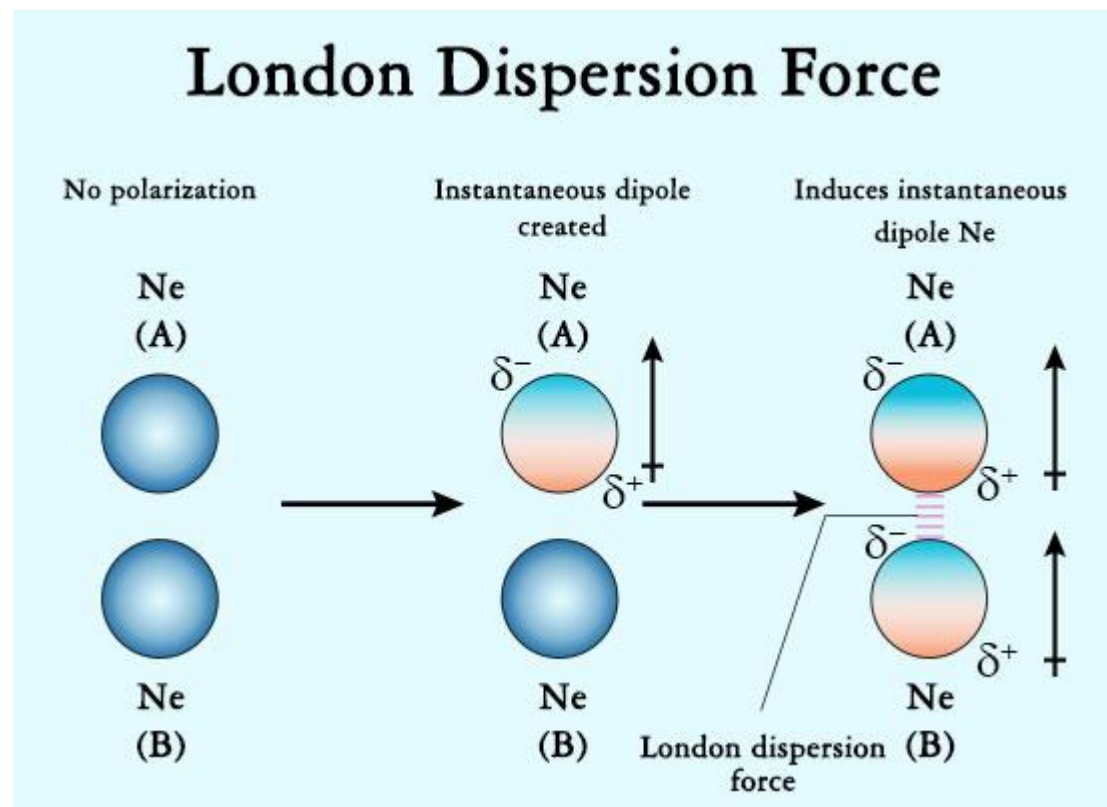 London Dispersion Force
No polarization
Instantaneous dipole
created
Induces instantaneous
dipole Ne
Ne
(A)
Ne
(A)
Ne
(A)
δ−
δ+
δ−
δ+
δ−
δ+
Ne
(B)
Ne
(B)
Ne
(B)
London dispersion
force